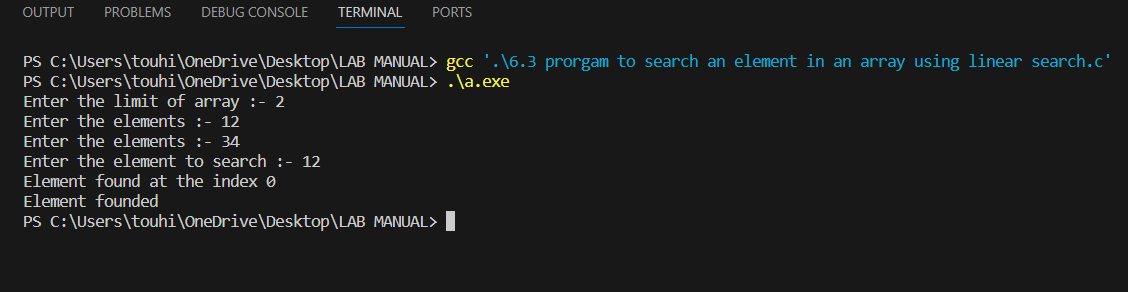 OUTPUT PROBLEMS DEBUG CONSOLE TERMINAL PORTS
PS C:\Users\touhi\OneDrive\Desktop\LAB MANUAL> gcc '.\6.3 prorgam to search an element in an array using linear search.c'
PS C:\Users\touhi\OneDrive\Desktop\LAB MANUAL> .\a.exe
Enter the limit of array :- 2
Enter the elements :- 12
Enter the elements :- 34
Enter the element to search :- 12
Element found at the index 0
Element founded
PS C:\Users\touhi\OneDrive\Desktop\LAB MANUAL>